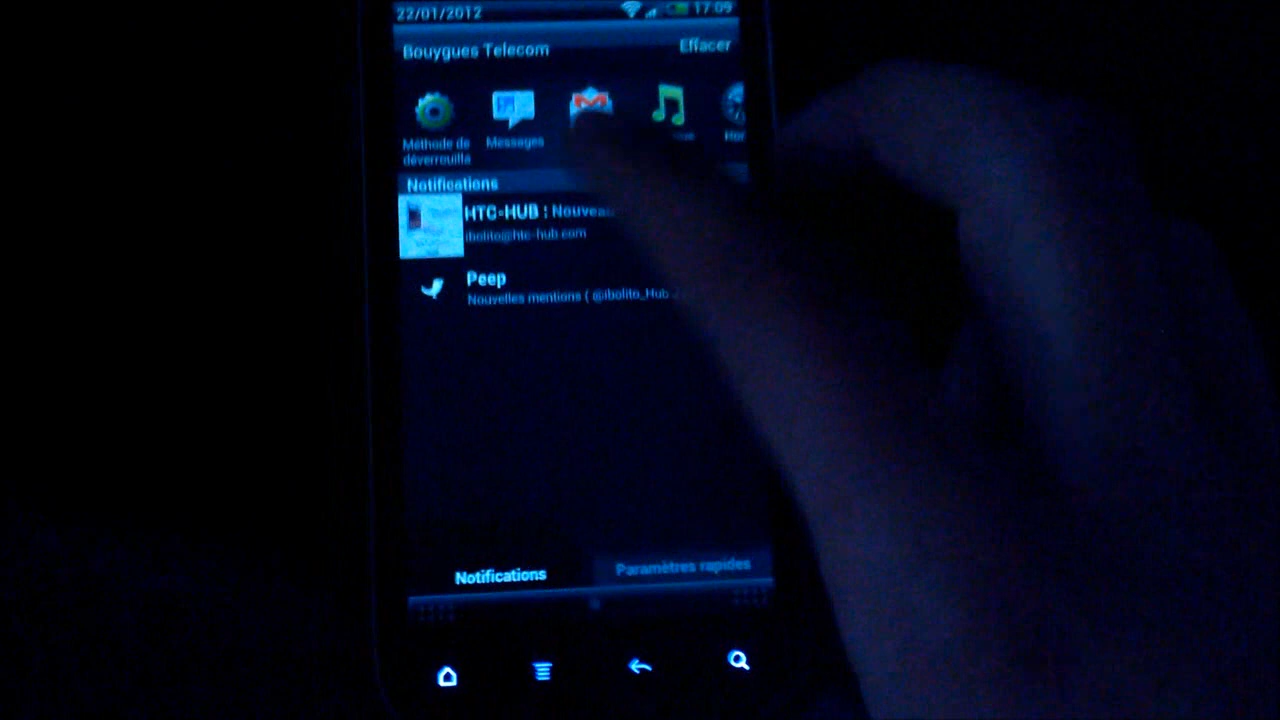 22/01/2012 17:09
Bouygues Telecom Effacer
Méthode de
déverrouilla
Messages
Notifications
HTC-HUB : Nouveau
ibolito@htc-hub.com
Peep
Nouvelles mentions ( @ibolito_Hub
Notifications Paramètres rapides